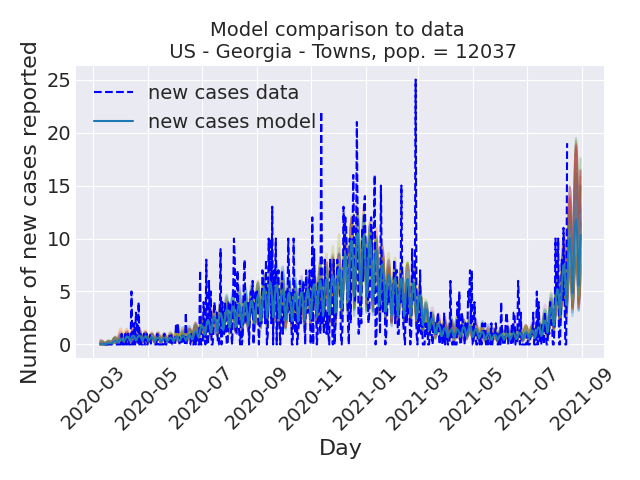 Model comparison to data
US - Georgia - Towns, pop. = 12037
Number of new cases reported
25
20
15
10
5
0
new cases data
new cases model
2020-03
2020-05
2020-07
2020-09
2020-11
2021-01
2021-03
2021-05
2021-07
2021-09
Day